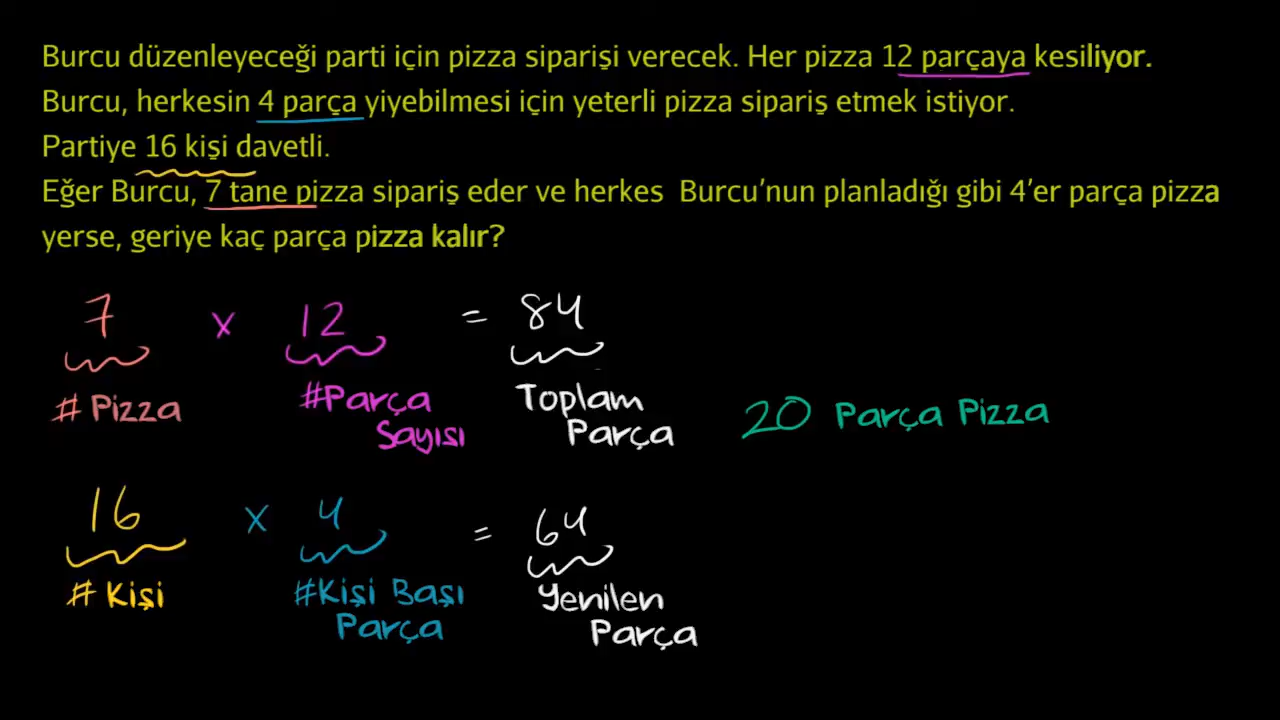 Burcu düzenleyeceği parti için pizza siparişi verecek. Her pizza 12 parçaya kesiliyor.
Burcu, herkesin 4 parça yiyebilmesi için yeterli pizza sipariş etmek istiyor.
Partiye 16 kişi davetli.
Eğer Burcu, 7 tane pizza sipariş eder ve herkes Burcu'nun planladığı gibi 4'er parça pizza
yerse, geriye kaç parça pizza kalır?
7 x 12 = 84
# Pizza
#Parça
Sayısı
Toplam
Parça
20 Parça Pizza
16 x 4 = 64
# Kişi
#Kişi Başı
Parça
Yenilen
Parça